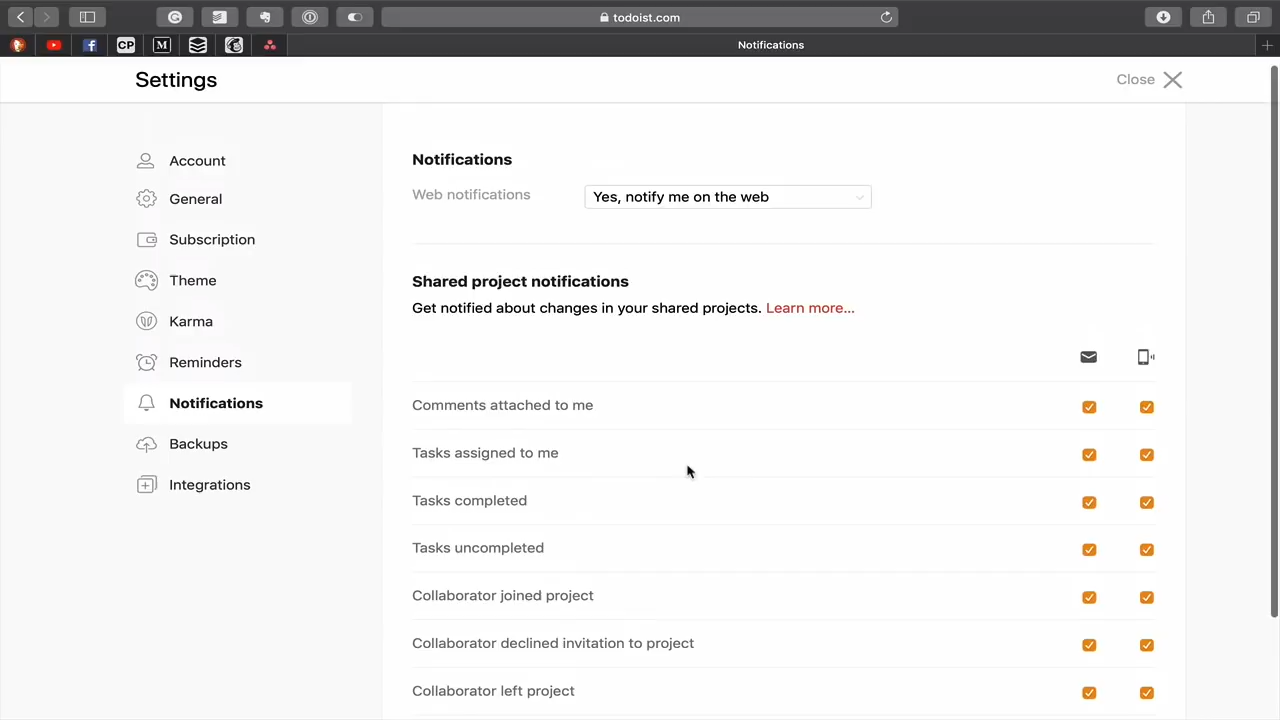 todoist.com
CP
M
Notifications
Settings
Close
Account
General
Subscription
Theme
Karma
Reminders
Notifications
Backups
Integrations
Notifications
Web notifications
Yes, notify me on the web
Shared project notifications
Get notified about changes in your shared projects. Learn more...
Comments attached to me
Tasks assigned to me
Tasks completed
Tasks uncompleted
Collaborator joined project
Collaborator declined invitation to project
Collaborator left project